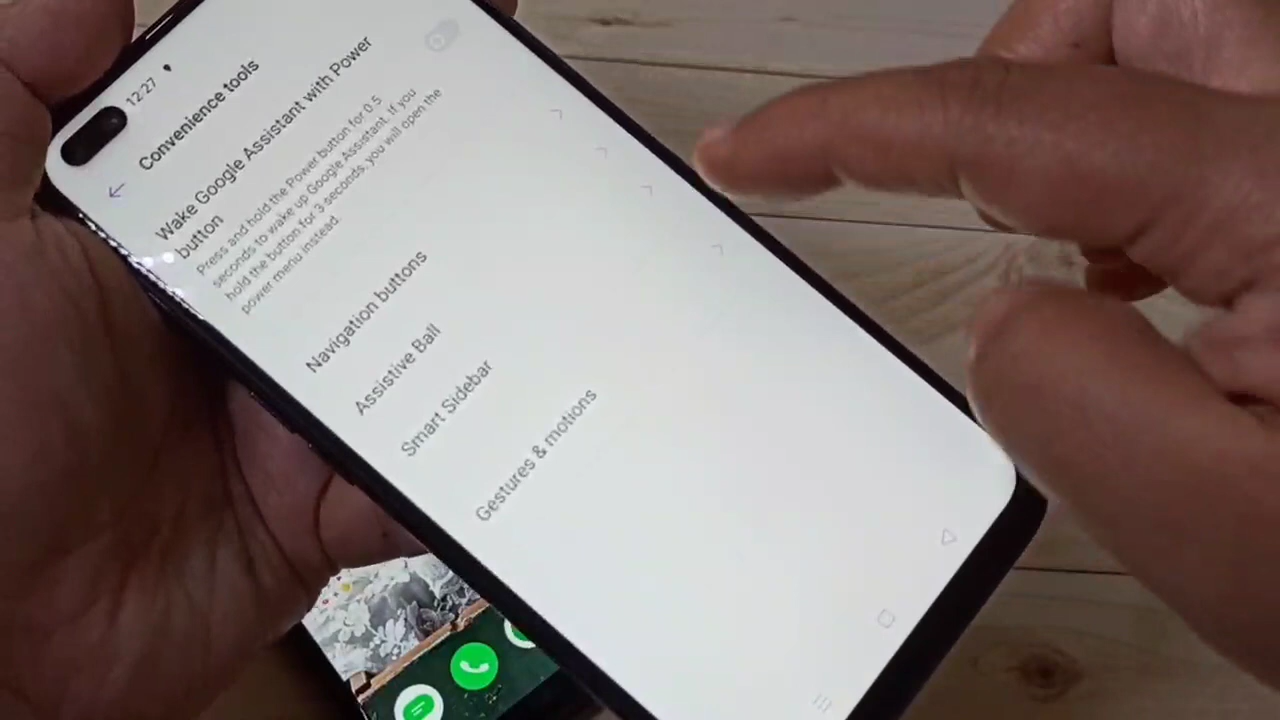 12:27
Convenience tools
Wake Google Assistant with Power
button
Press and hold the Power button for 0.5
seconds to wake up Google Assistant. If you
hold the button for 3 seconds, you will open the
power menu instead.
Navigation buttons
Assistive Ball
Smart Sidebar
Gestures & motions